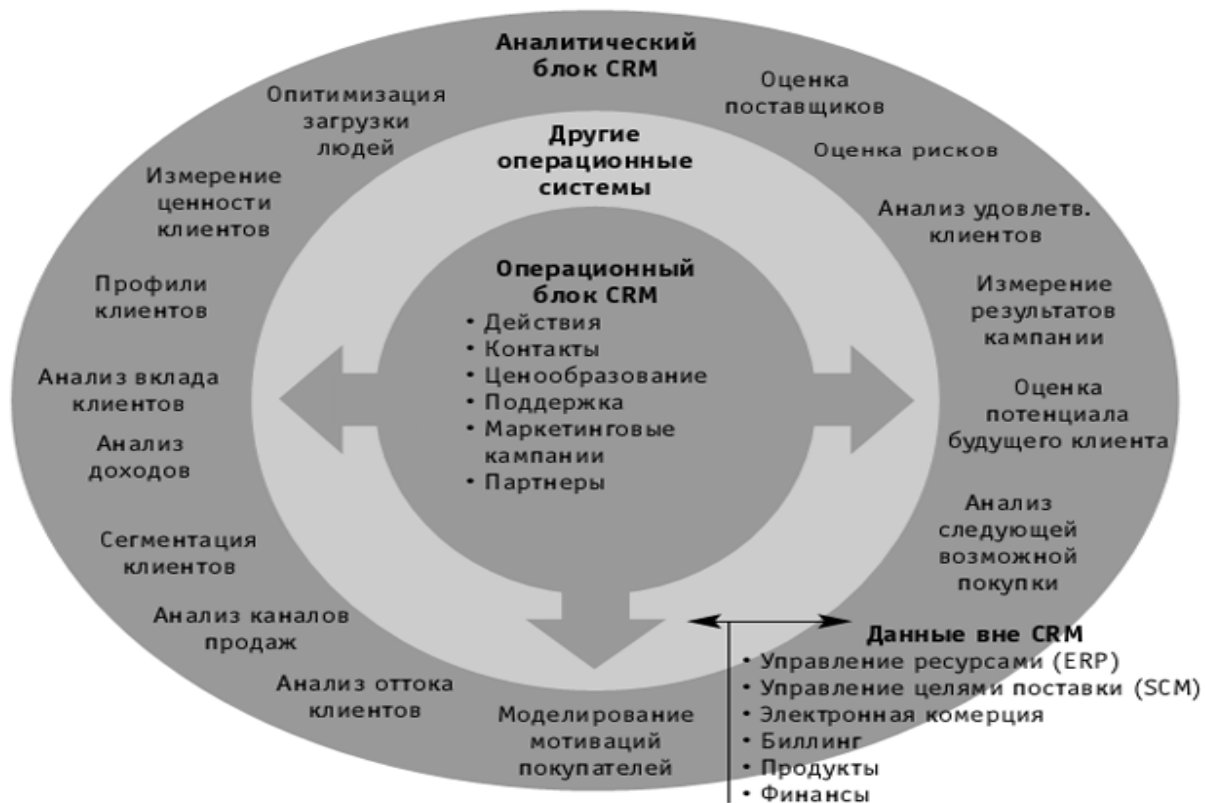 Аналитический
блок CRM
Опитимизация
загрузки
людей
Измерение
ценности
клиентов
Профили
клиентов
Анализ вклада
клиентов
Анализ
доходов
Сегментация
клиентов
Анализ каналов
продаж
Анализ оттока
клиентов
Моделирование
мотиваций
покупателей
Оценка
поставщиков
Оценка рисков
Анализ удовлетв.
клиентов
Измерение
результатов
кампании
Оценка
потенциала
будущего клиента
Анализ
следующей
возможной
покупки
Другие
операционные
системы
Операционный
блок CRM
• Действия
• Контакты
• Ценообразование
• Поддержка
• Маркетинговые
кампании
• Партнеры
Данные вне CRM
• Управление ресурсами (ERP)
• Управление целями поставки (SCM)
• Электронная комерция
• Биллинг
• Продукты
• Финансы